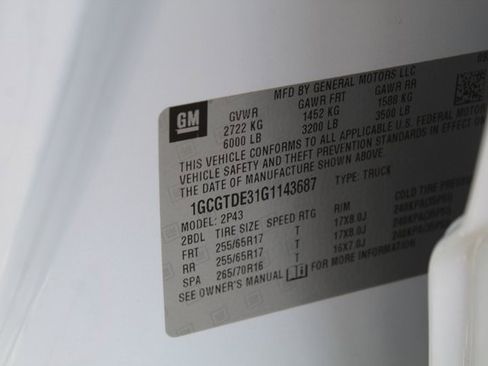 MFD BY GENERAL MOTORS LLC
GM
GVWR GAWR FRT GAWR RR
2722 KG 1452 KG 1588 KG
6000 LB 3200 LB 3500 LB
THIS VEHICLE CONFORMS TO ALL APPLICABLE U.S. FEDERAL MOTOR
VEHICLE SAFETY AND THEFT PREVENTION STANDARDS IN EFFECT ON
THE DATE OF MANUFACTURE SHOWN ABOVE.
1GCGTDE31G1143687 TYPE: TRUCK
MODEL: 2P43
2BDL TIRE SIZE SPEED RTG RIM COLD TIRE
FRT 255/65R17 T 17X8.0J
RR 255/65R17 T 17X8.0J
SPA 265/70R16 T 16X7.0J
SEE OWNER'S MANUAL FOR MORE INFORMATION